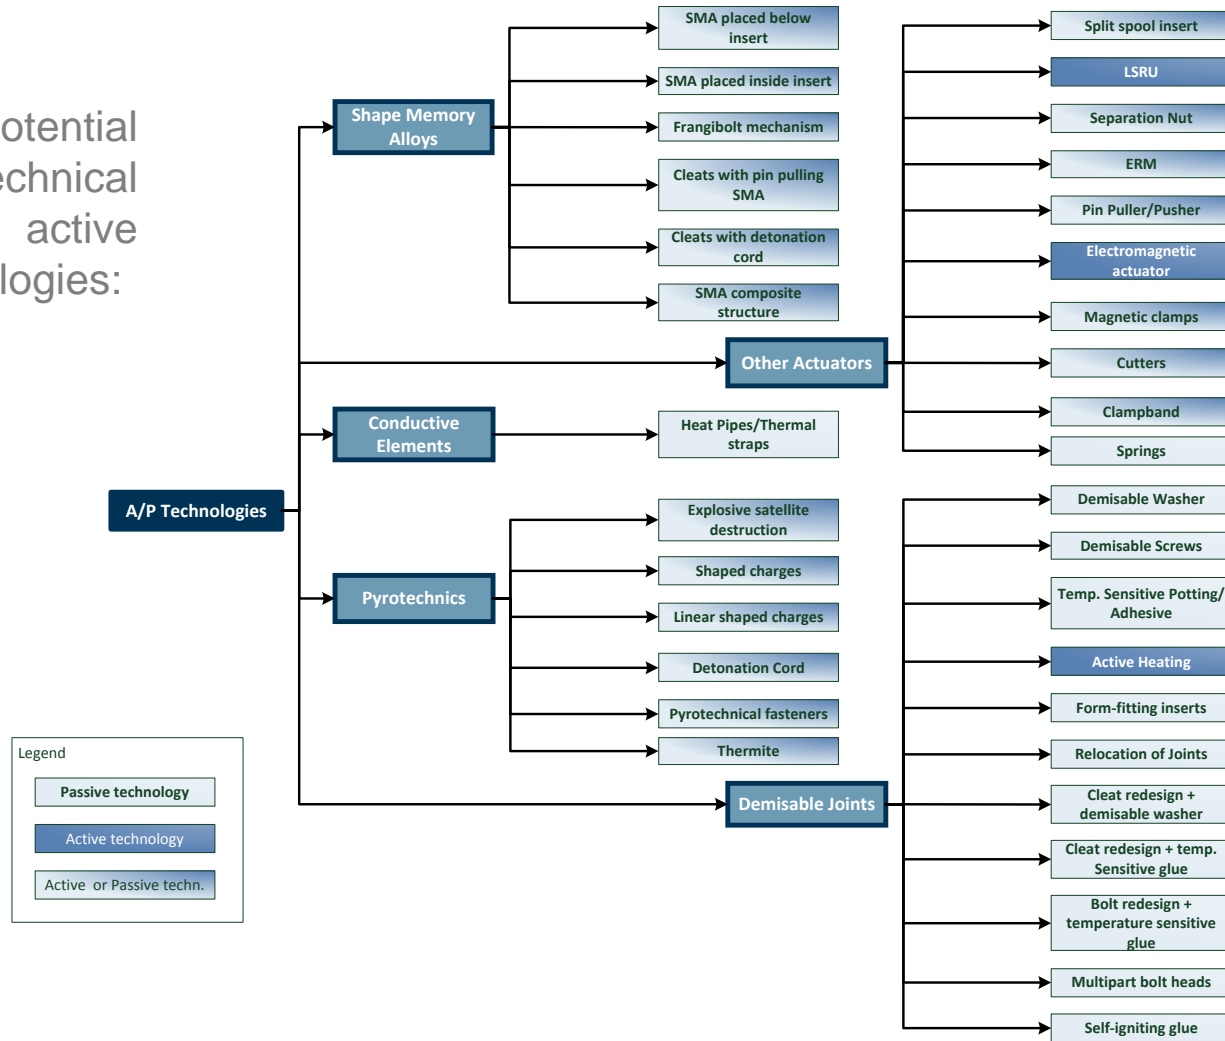 otential
echnical
active
logies:
A/P Technologies
Shape Memory
Alloys
SMA placed below
insert
SMA placed inside insert
Frangibolt mechanism
Cleats with pin pulling
SMA
Cleats with detonation
cord
SMA composite
structure
Other Actuators
Split spool insert
LSRU
Separation Nut
ERM
Pin Puller/Pusher
Electromagnetic
actuator
Magnetic clamps
Cutters
Clampband
Springs
Conductive
Elements
Heat Pipes/Thermal
straps
Pyrotechnics
Explosive satellite
destruction
Shaped charges
Linear shaped charges
Detonation Cord
Pyrotechnical fasteners
Thermite
Demisable Joints
Demisable Washer
Demisable Screws
Temp. Sensitive Potting/
Adhesive
Active Heating
Form-fitting inserts
Relocation of Joints
Cleat redesign +
demisable washer
Cleat redesign + temp.
Sensitive glue
Bolt redesign +
temperature sensitive
glue
Multipart bolt heads
Self-igniting glue
Legend
Passive technology
Active technology
Active or Passive techn.